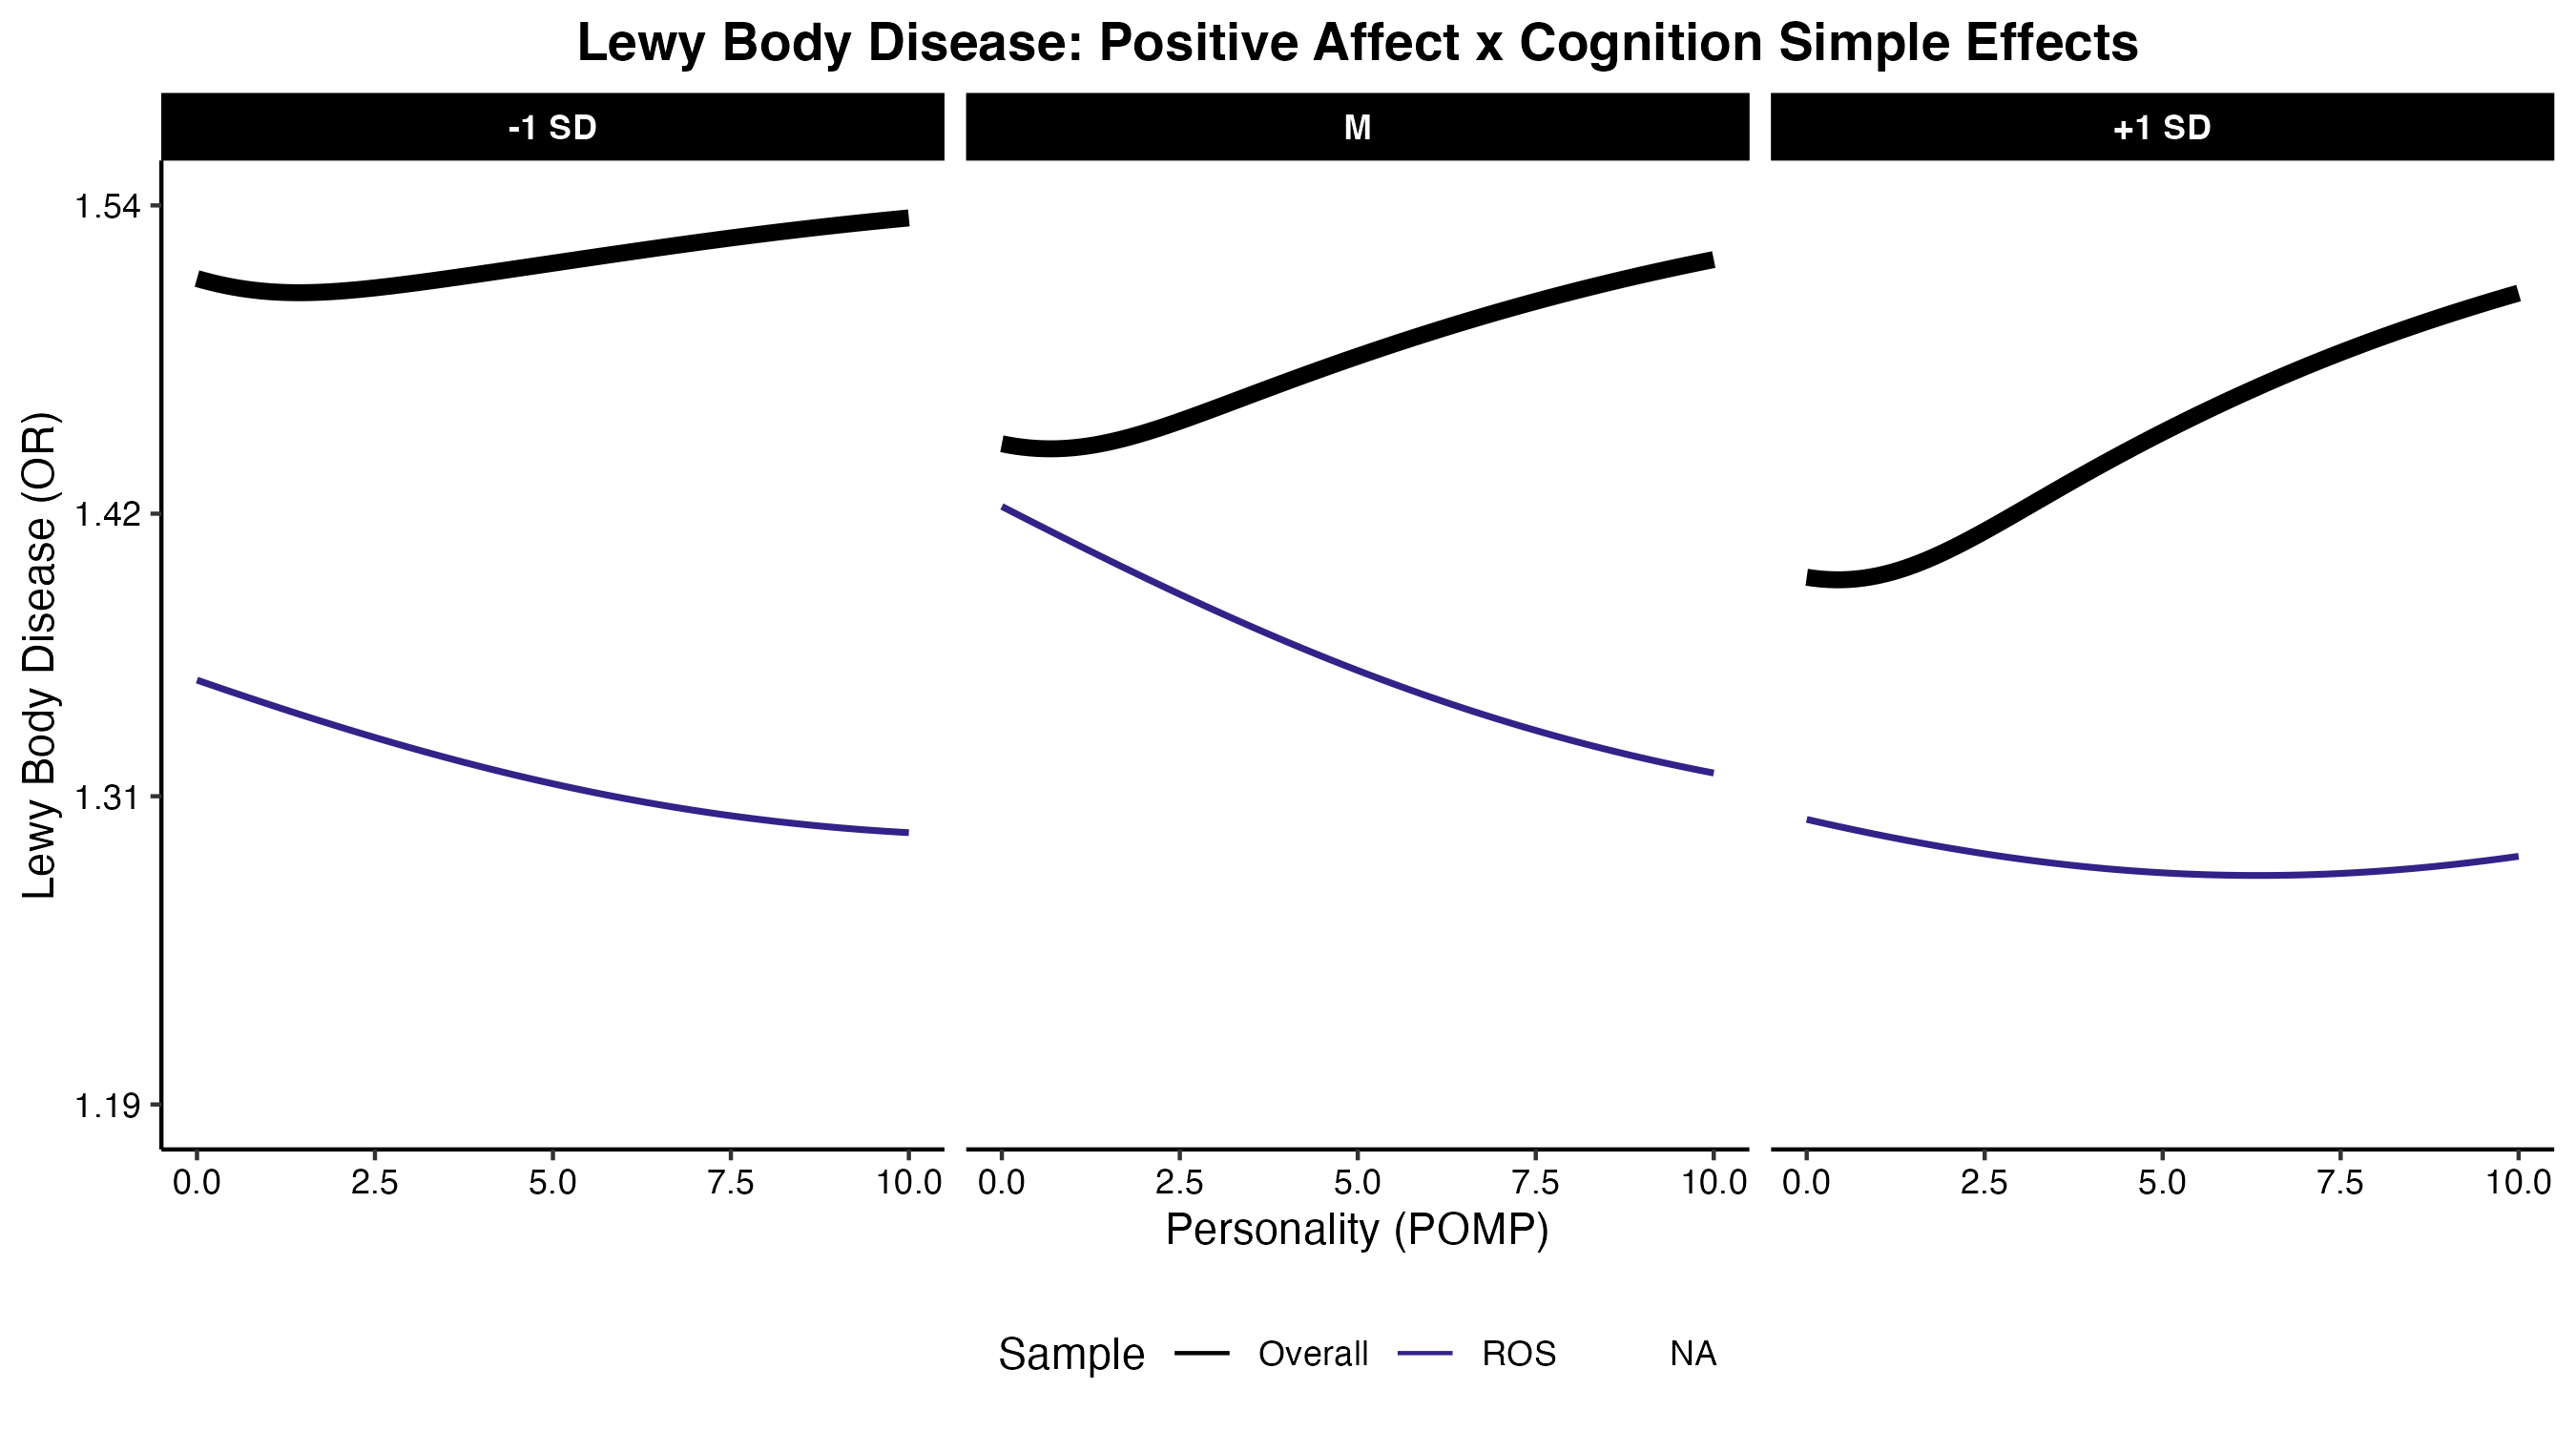 Lewy Body Disease: Positive Affect x Cognition Simple Effects
-1 SD M +1 SD
Lewy Body Disease (OR)
1.54
1.42
1.31
1.19
0.0 2.5 5.0 7.5 10.0 0.0 2.5 5.0 7.5 10.0 0.0 2.5 5.0 7.5 10.0
Personality (POMP)
Sample Overall ROS NA